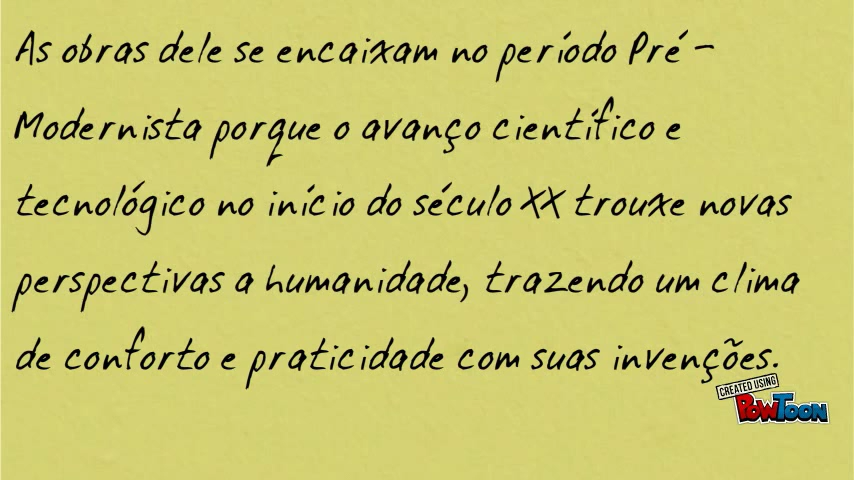 As obras dele se encaixam no período Pré -
Modernista porque o avanço científico e
tecnológico no início do século XX trouxe novas
perspectivas a humanidade, trazendo um clima
de conforto e praticidade com suas invenções.
CREATED USING
POWTOON